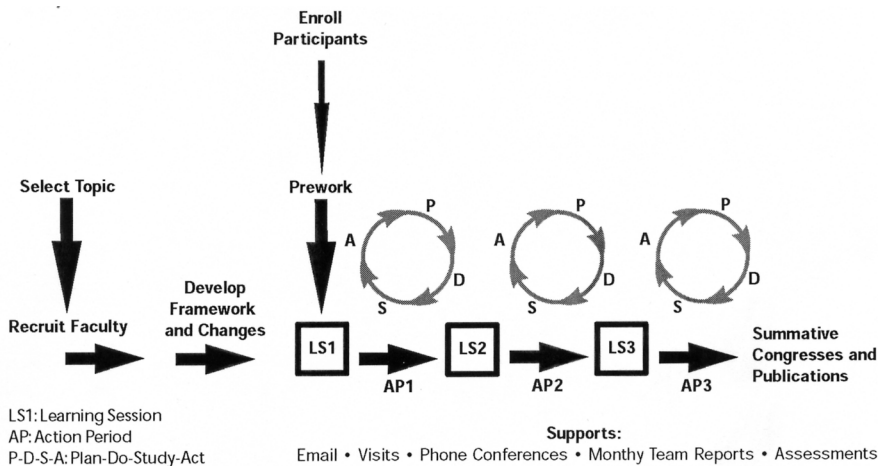 Enroll
Participants
Select Topic
Prework
P
A
D
S
P
A
D
S
P
A
D
S
Recruit Faculty
Develop
Framework
and Changes
LS1
AP1
LS2
AP2
LS3
AP3
Summative
Congresses and
Publications
LS1: Learning Session
AP: Action Period
P-D-S-A: Plan-Do-Study-Act
Supports:
Email • Visits • Phone Conferences • Monthy Team Reports • Assessments